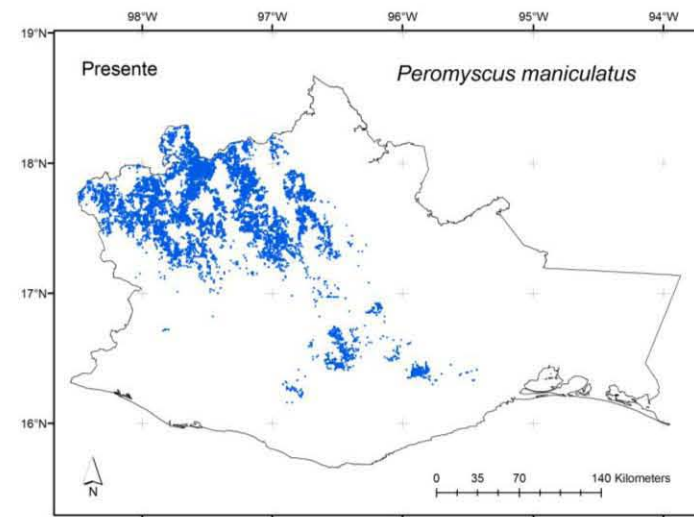 98°W 97°W 96°W 95°W 94°W
19°N
Presente Peromyscus maniculatus
18°N
17°N
16°N
N
0 35 70 140 Kilometers